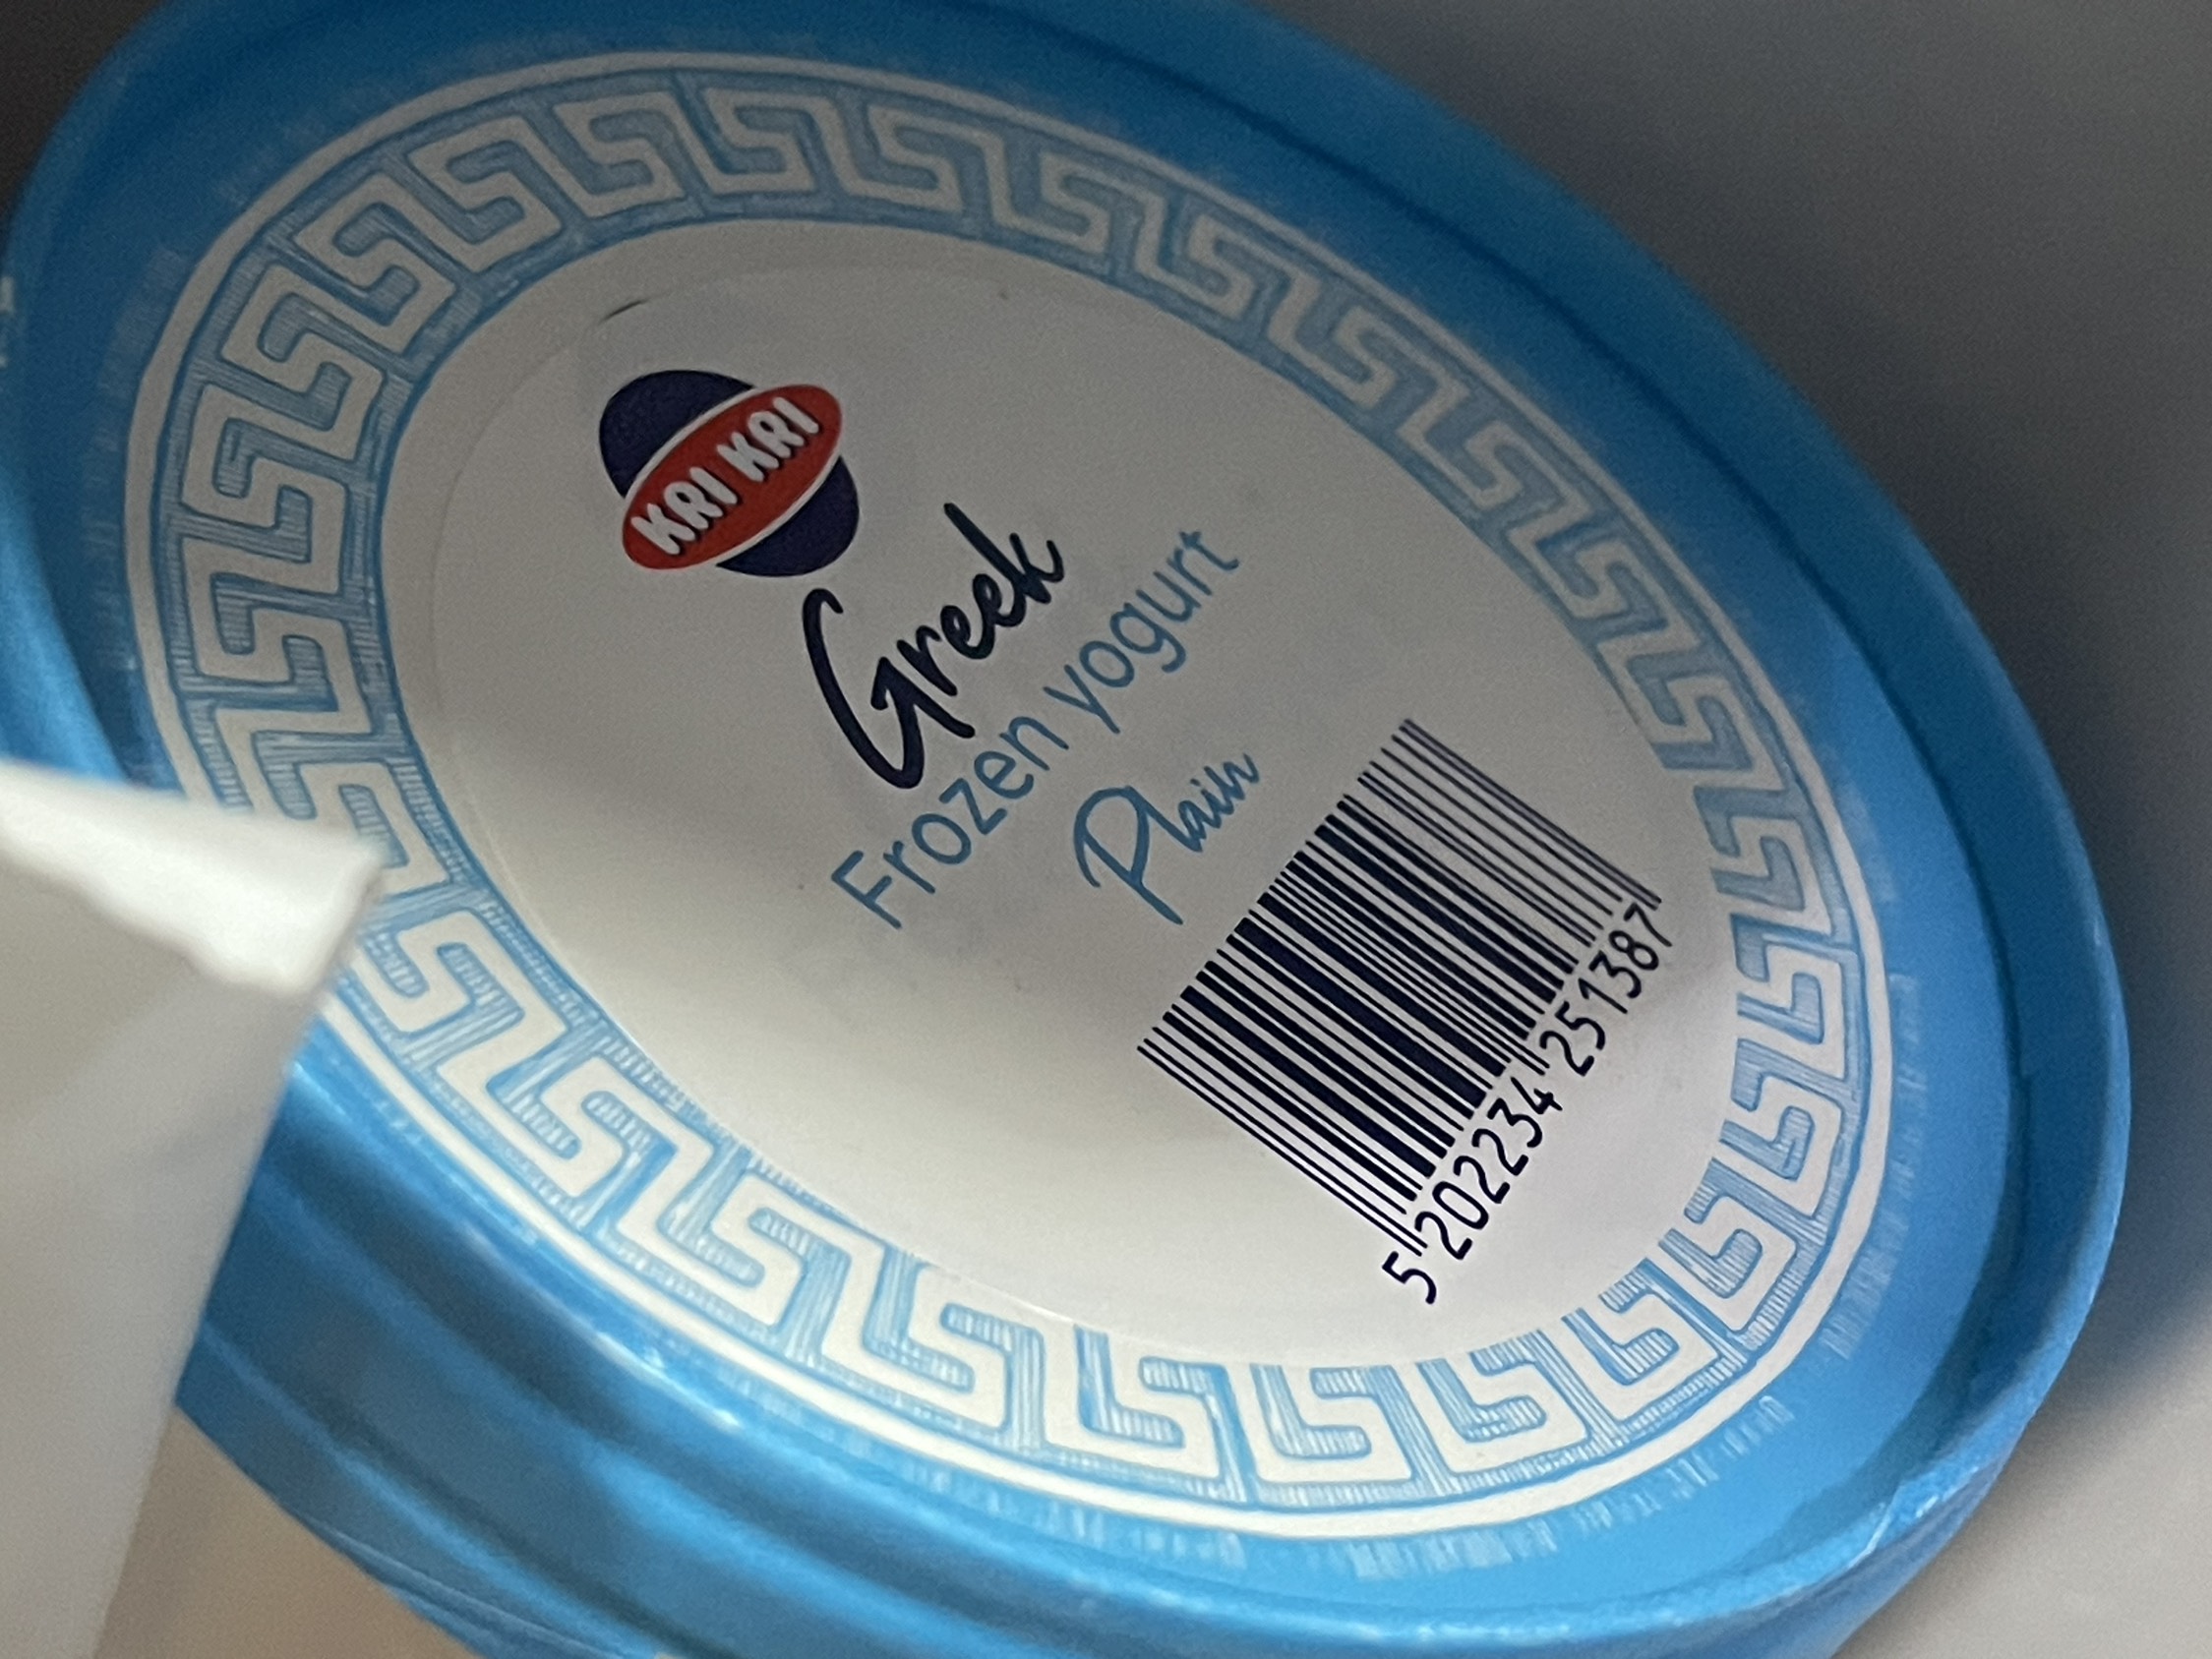 KRI KRI
Greek
Frozen yogurt
Plain
5 202234 251387